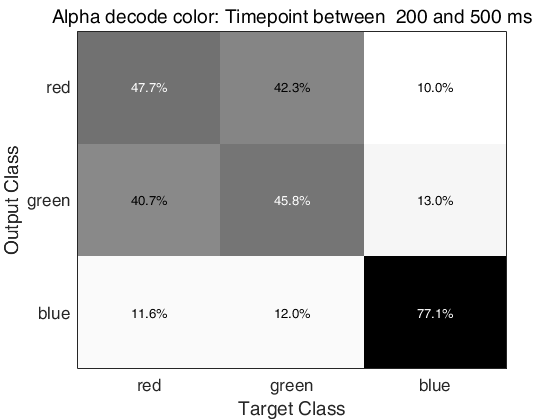 Alpha decode color: Timepoint between  200 and 500 ms
red
47.7%
42.3%
10.0%
green
40.7%
45.8%
13.0%
blue
11.6%
12.0%
77.1%
red
green
blue
Output Class
Target Class